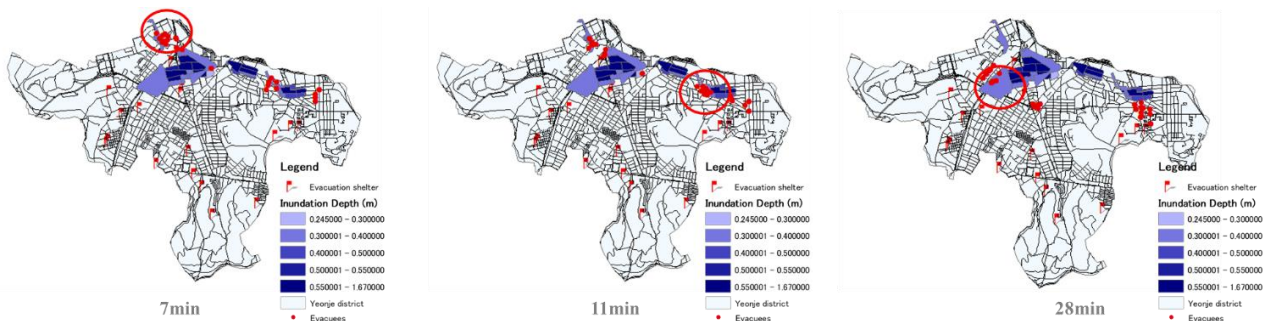 Legend
Evacuation shelter
Inundation Depth (m)
0.245000 - 0.300000
0.300001 - 0.400000
0.400001 - 0.500000
0.500001 - 0.550000
0.550001 - 1.670000
Yeonje district
Evacuees
7min
Legend
Evacuation shelter
Inundation Depth (m)
0.245000 - 0.300000
0.300001 - 0.400000
0.400001 - 0.500000
0.500001 - 0.550000
0.550001 - 1.670000
Yeonje district
Evacuees
11min
Legend
Evacuation shelter
Inundation Depth (m)
0.245000 - 0.300000
0.300001 - 0.400000
0.400001 - 0.500000
0.500001 - 0.550000
0.550001 - 1.670000
Yeonje district
Evacuees
28min